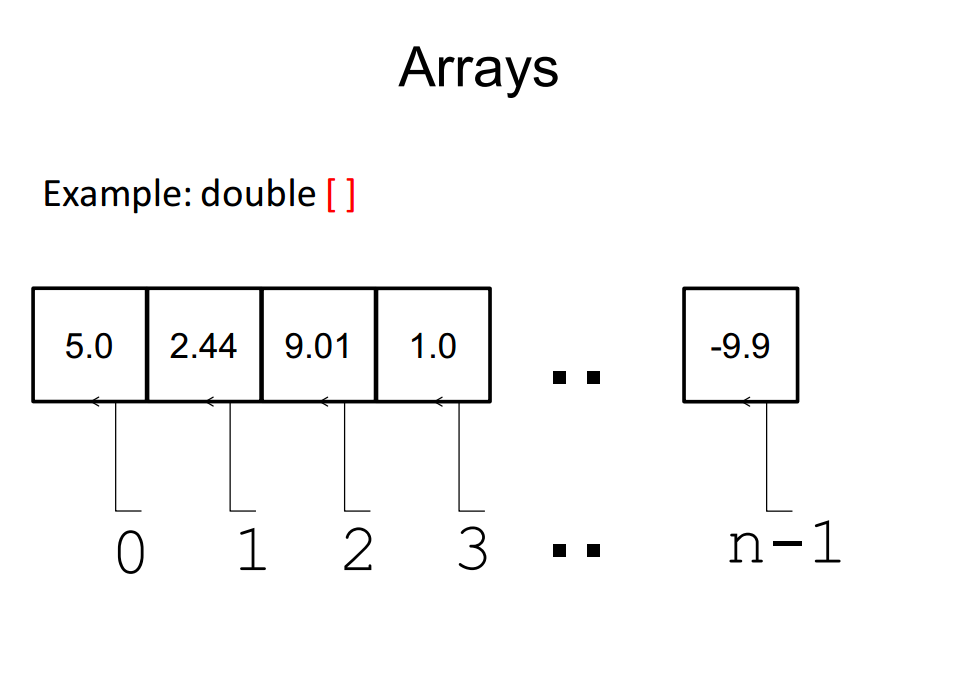 Arrays
Example: double [ ]
5.0 2.44 9.01 1.0 .. -9.9
0 1 2 3 .. n-1